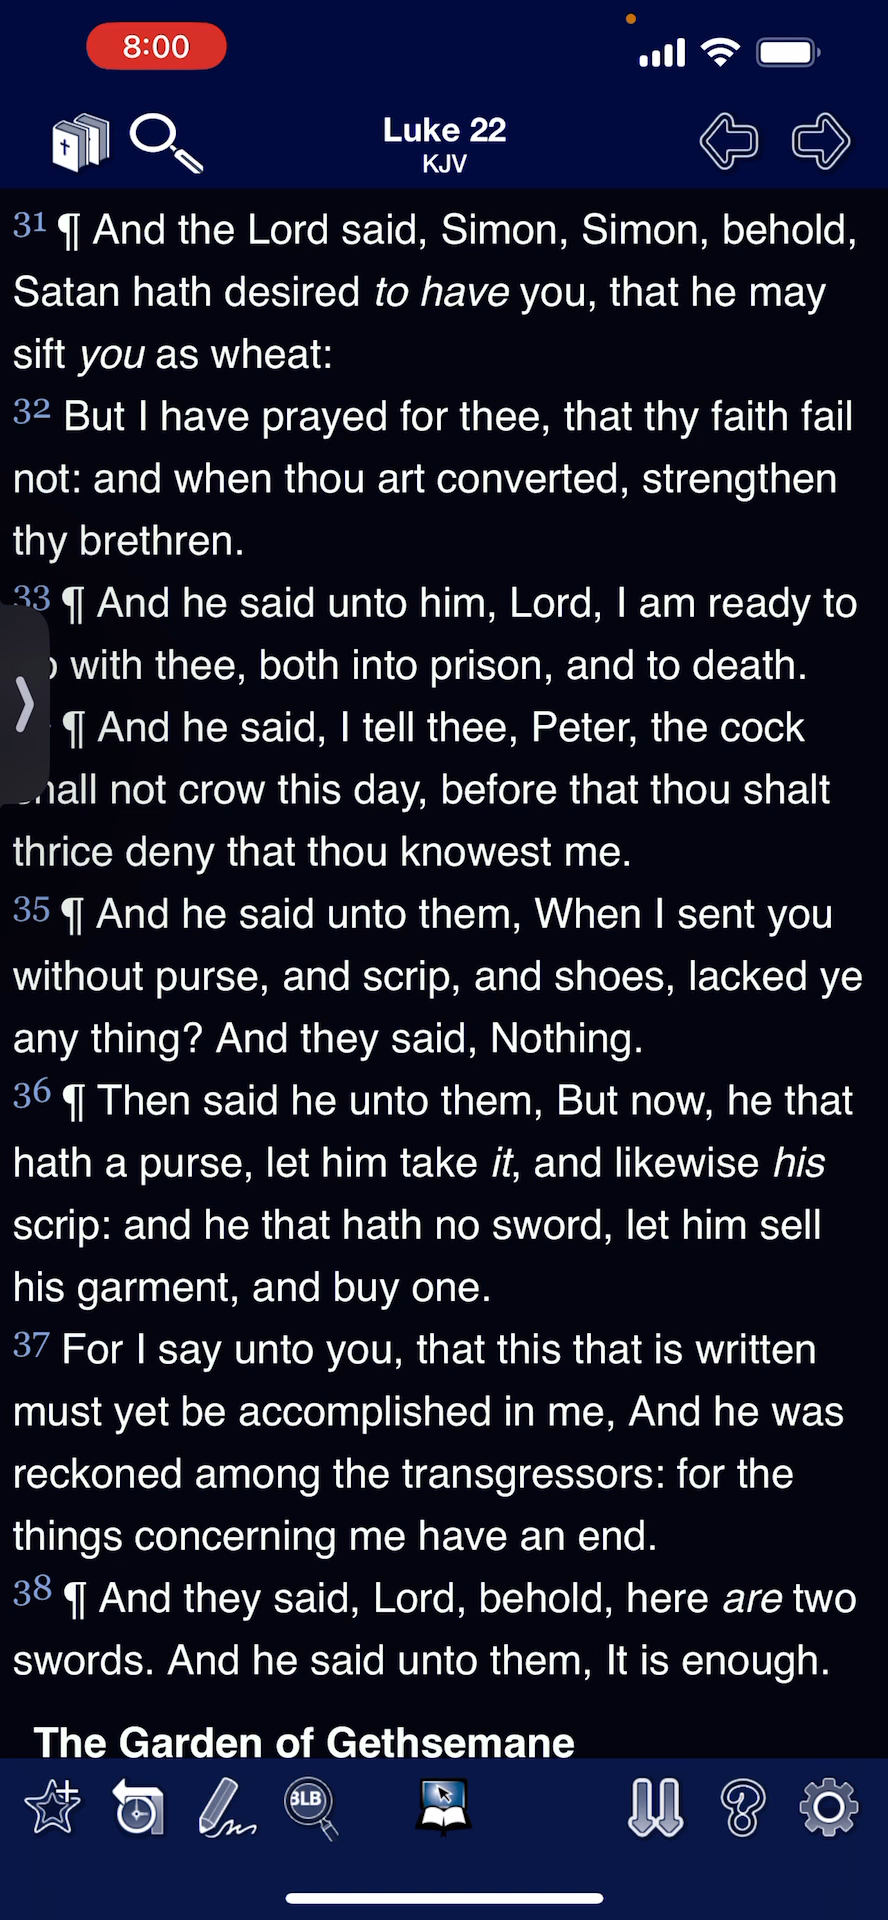 8:00
Luke 22
KJV
31 ¶ And the Lord said, Simon, Simon, behold,
Satan hath desired to have you, that he may
sift you as wheat:
32 But I have prayed for thee, that thy faith fail
not: and when thou art converted, strengthen
thy brethren.
33 ¶ And he said unto him, Lord, I am ready to
with thee, both into prison, and to death.
¶ And he said, I tell thee, Peter, the cock
shall not crow this day, before that thou shalt
thrice deny that thou knowest me.
35 ¶ And he said unto them, When I sent you
without purse, and scrip, and shoes, lacked ye
any thing? And they said, Nothing.
36 ¶ Then said he unto them, But now, he that
hath a purse, let him take it, and likewise his
scrip: and he that hath no sword, let him sell
his garment, and buy one.
37 For I say unto you, that this that is written
must yet be accomplished in me, And he was
reckoned among the transgressors: for the
things concerning me have an end.
38 ¶ And they said, Lord, behold, here are two
swords. And he said unto them, It is enough.
The Garden of Gethsemane
BLB